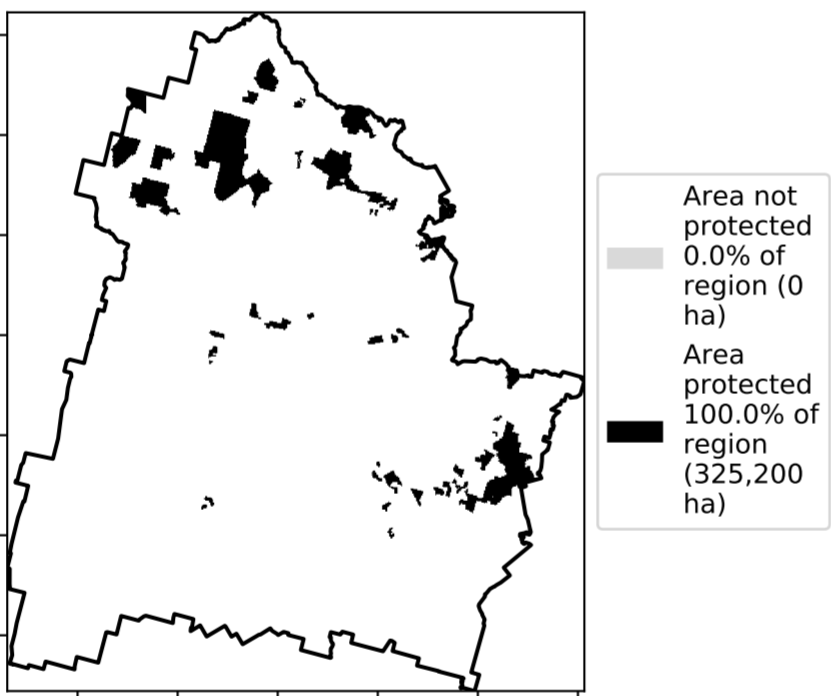 Area not
protected
0.0% of
region (0
ha)
Area
protected
100.0% of
region
(325,200
ha)